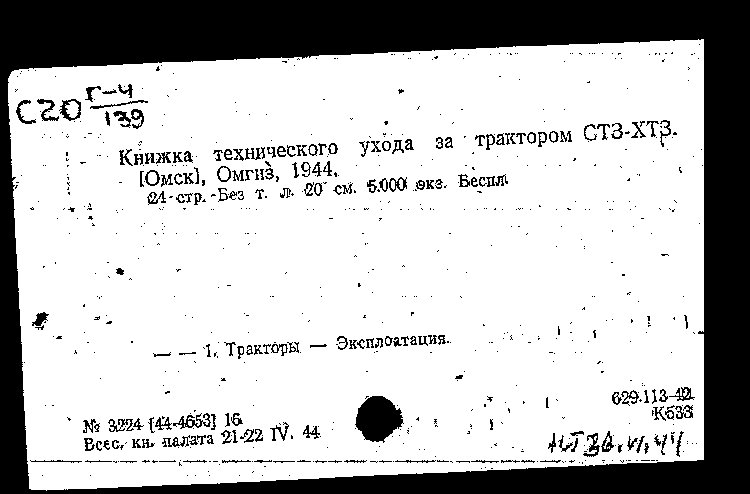 С20 Г-4/139
Книжка технического ухода за трактором СТЗ-ХТЗ.
[Омск], Омгиз, 1944.
24 стр. Без т. л. 20 см. 5.000 экз. Беспл.
— — 1. Тракторы — Эксплоатация.
629.113-42
К533
№ 3224 [44-4653] 16
Всес. кн. палата 21-22 IV. 44